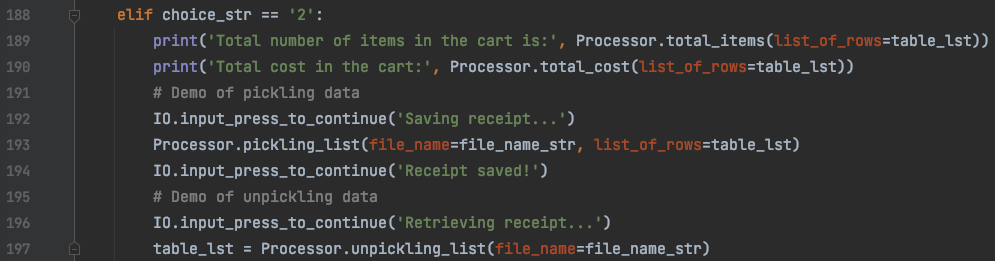 188 elif choice_str == '2':
189 print('Total number of items in the cart is:', Processor.total_items(list_of_rows=table_lst))
190 print('Total cost in the cart:', Processor.total_cost(list_of_rows=table_lst))
191 # Demo of pickling data
192 IO.input_press_to_continue('Saving receipt...')
193 Processor.pickling_list(file_name=file_name_str, list_of_rows=table_lst)
194 IO.input_press_to_continue('Receipt saved!')
195 # Demo of unpickling data
196 IO.input_press_to_continue('Retrieving receipt...')
197 table_lst = Processor.unpickling_list(file_name=file_name_str)